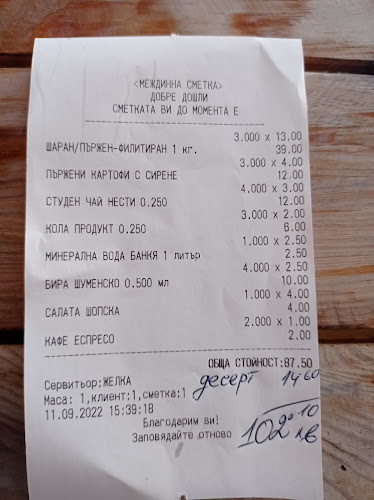 <МЕЖДИННА СМЕТКА>
ДОБРЕ ДОШЛИ
СМЕТКАТА ВИ ДО МОМЕНТА Е
3.000 x 13.00
ШАРАН/ПЪРЖЕН-ФИЛИТИРАН 1 кг. 39.00
3.000 x 4.00
ПЪРЖЕНИ КАРТОФИ С СИРЕНЕ 12.00
4.000 x 3.00
СТУДЕН ЧАЙ НЕСТИ 0.250 12.00
3.000 x 2.00
КОЛА ПРОДУКТ 0.250 6.00
1.000 x 2.50
МИНЕРАЛНА ВОДА БАНКЯ 1 литър 2.50
4.000 x 2.50
БИРА ШУМЕНСКО 0.500 мл 10.00
1.000 x 4.00
САЛАТА ШОПСКА 4.00
2.000 x 1.00
КАФЕ ЕСПРЕСО 2.00
ОБЩА СТОЙНОСТ:87.50
Сервитьор:ЖЕЛКА десерт 1460
Маса: 1,клиент:1,сметка:1
11.09.2022 15:39:18
Благодарим ви! 102 10 лв
Заповядайте отново